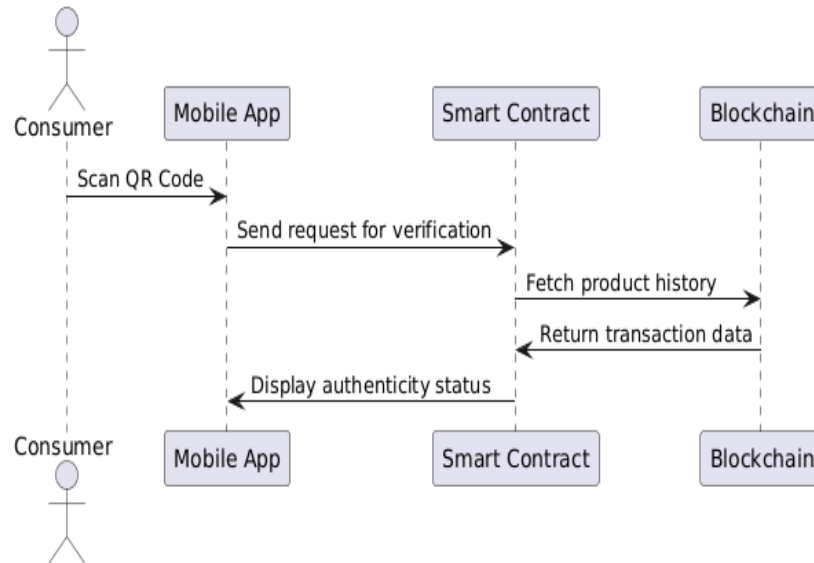 Consumer
Mobile App
Smart Contract
Blockchain
Scan QR Code
Send request for verification
Fetch product history
Return transaction data
Display authenticity status
Consumer
Mobile App
Smart Contract
Blockchain